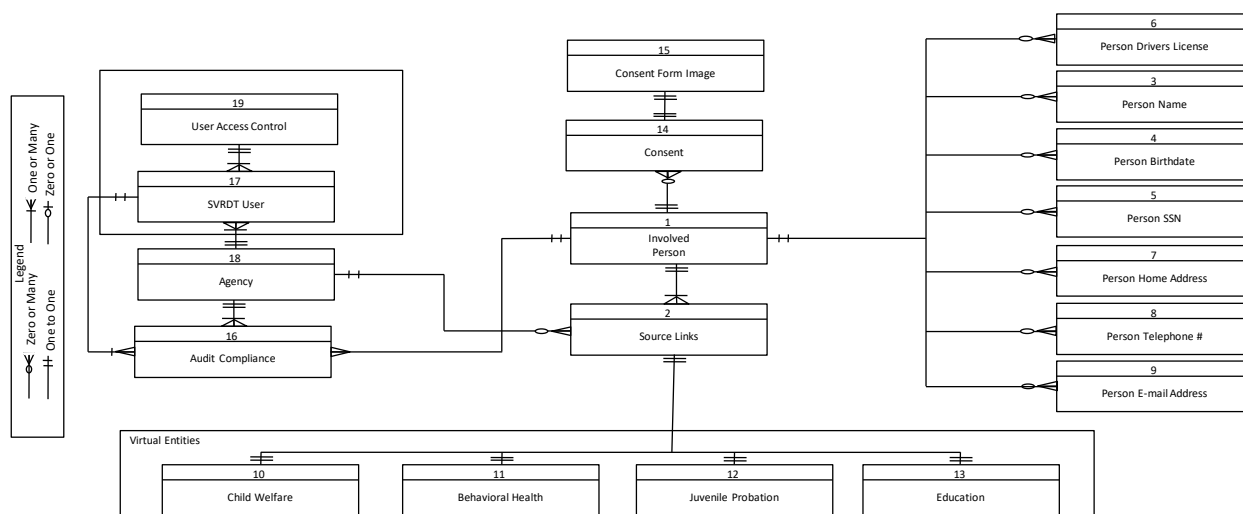 15
Consent Form Image
14
Consent
1
Involved
Person
2
Source Links
19
User Access Control
17
SVRDT User
18
Agency
16
Audit Compliance
6
Person Drivers License
3
Person Name
4
Person Birthdate
5
Person SSN
7
Person Home Address
8
Person Telephone #
9
Person E-mail Address
Legend
One or Many
Zero or One
Zero or Many
One to One
Virtual Entities
10
Child Welfare
11
Behavioral Health
12
Juvenile Probation
13
Education